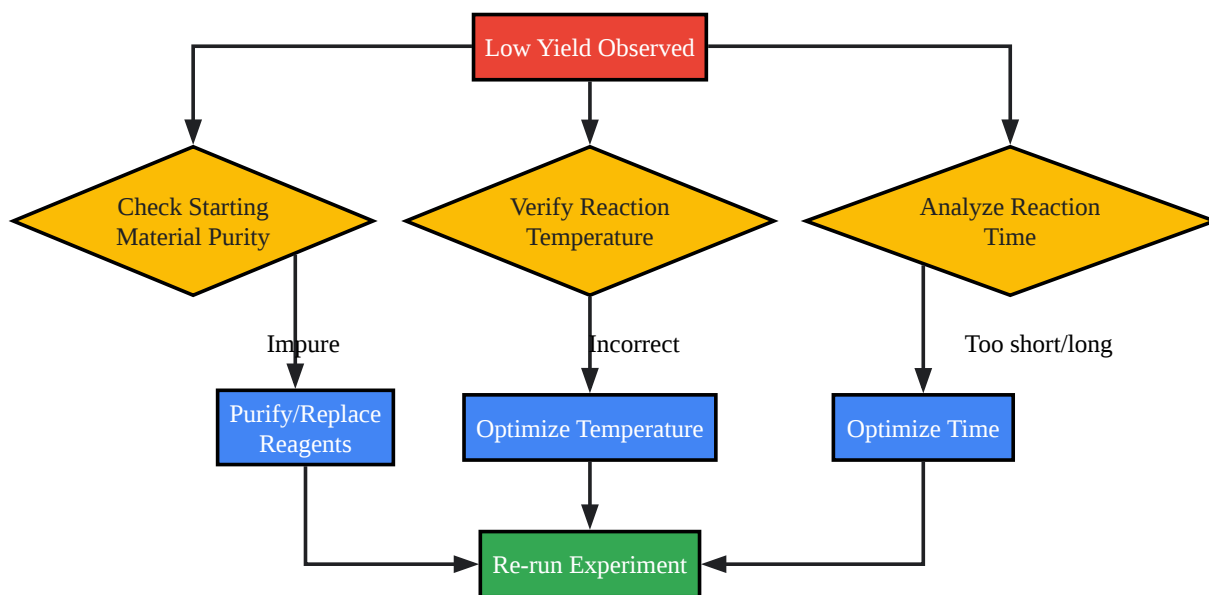 Low Yield Observed
Check Starting
Material Purity
Verify Reaction
Temperature
Analyze Reaction
Time
Impure
Incorrect
Too short/long
Purify/Replace
Reagents
Optimize Temperature
Optimize Time
Re-run Experiment